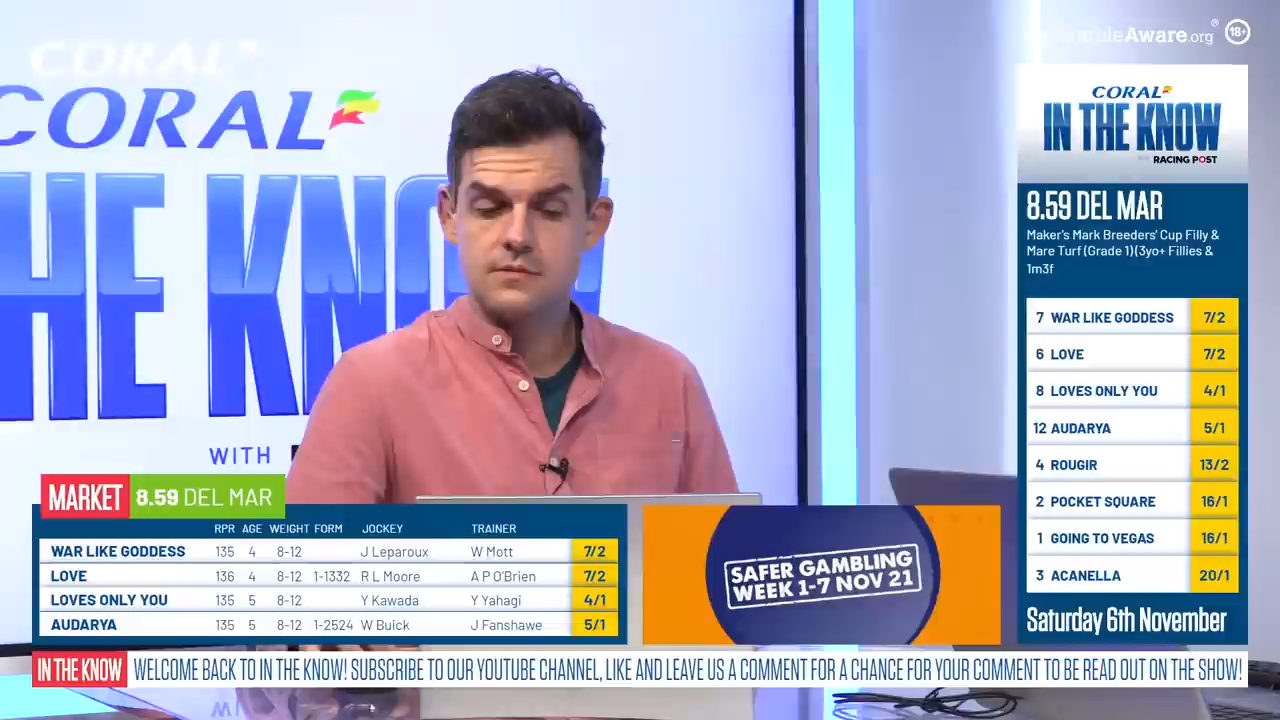 CORAL
CORAL
THE KNOW
WITH
GambleAware.org® 18+
CORAL
IN THE KNOW
WITH RACING POST
8.59 DEL MAR
Maker's Mark Breeders' Cup Filly &
Mare Turf (Grade 1)(3yo+ Fillies &
1m3f
7 WAR LIKE GODDESS 7/2
6 LOVE 7/2
8 LOVES ONLY YOU 4/1
12 AUDARYA 5/1
4 ROUGIR 13/2
2 POCKET SQUARE 16/1
1 GOING TO VEGAS 16/1
3 ACANELLA 20/1
Saturday 6th November
MARKET 8.59 DEL MAR
RPR AGE WEIGHT FORM JOCKEY TRAINER
WAR LIKE GODDESS 135 4 8-12 J Leparoux W Mott 7/2
LOVE 136 4 8-12 1-1332 R L Moore A P O'Brien 7/2
LOVES ONLY YOU 135 5 8-12 Y Kawada Y Yahagi 4/1
AUDARYA 135 5 8-12 1-2524 W Buick J Fanshawe 5/1
SAFER GAMBLING
WEEK 1-7 NOV 21
IN THE KNOW WELCOME BACK TO IN THE KNOW! SUBSCRIBE TO OUR YOUTUBE CHANNEL, LIKE AND LEAVE US A COMMENT FOR A CHANCE FOR YOUR COMMENT TO BE READ OUT ON THE SHOW!